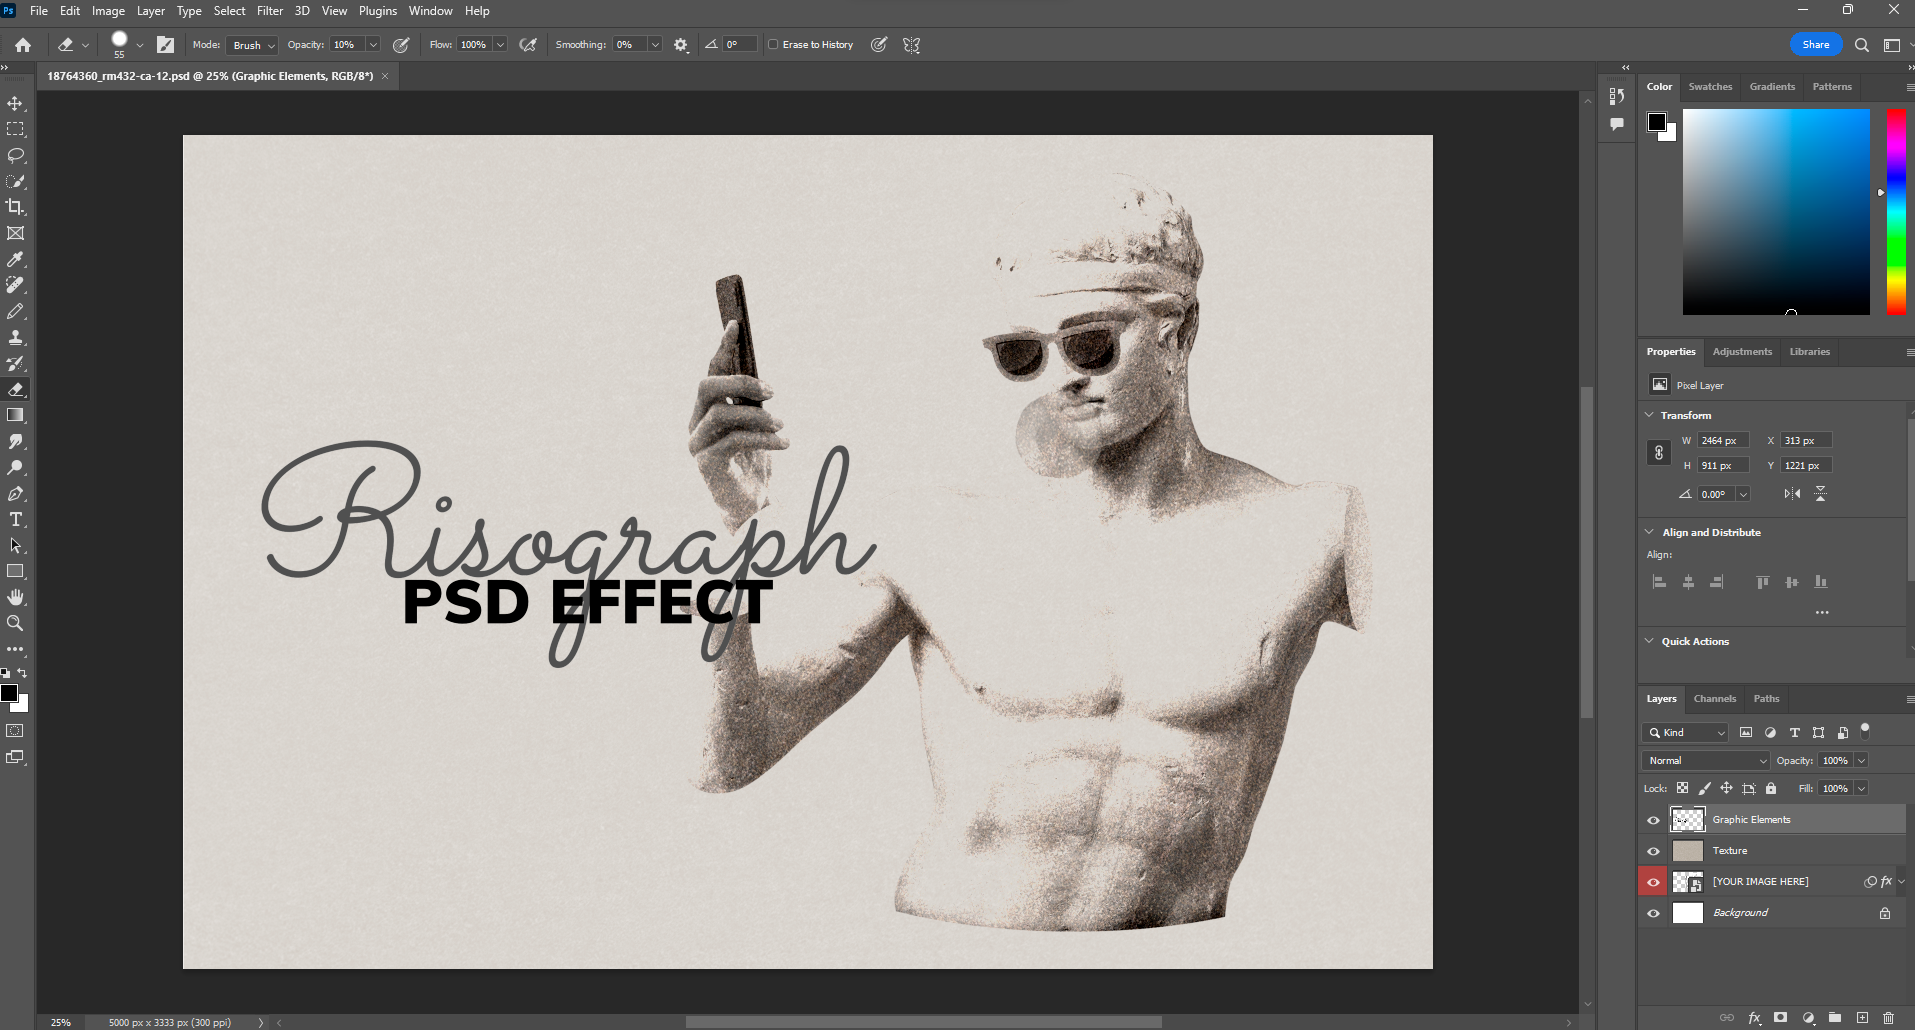 Ps File Edit Image Layer Type Select Filter 3D View Plugins Window Help
55 Mode: Brush Opacity: 10% Flow: 100% Smoothing: 0% 0° Erase to History Share
18764360_rm432-ca-12.psd @ 25% (Graphic Elements, RGB/8*) ×
Risograph
PSD EFFECT
25% 5000 px x 3333 px (300 ppi)
Color Swatches Gradients Patterns
Properties Adjustments Libraries
Pixel Layer
Transform
W 2464 px X 313 px
H 911 px Y 1221 px
0.00°
Align and Distribute
Align:
Quick Actions
Layers Channels Paths
Kind
Normal Opacity: 100%
Lock: Fill: 100%
Graphic Elements
Texture
[YOUR IMAGE HERE] fx
Background
fx